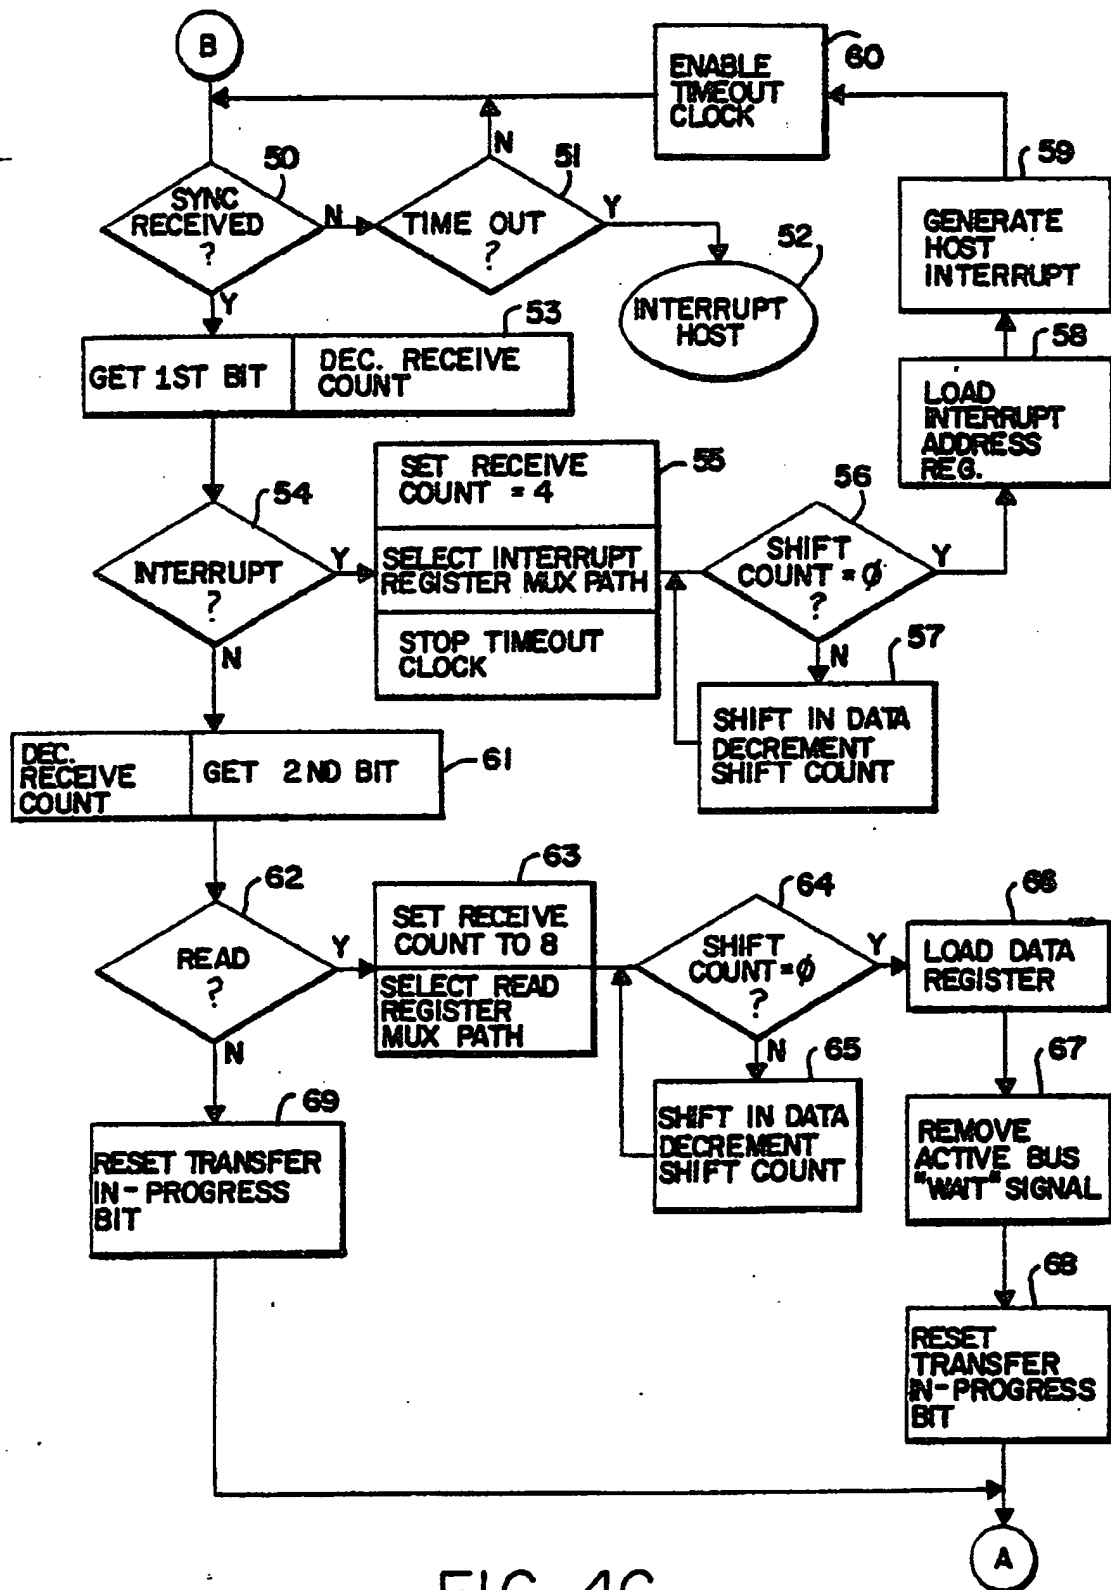 B
ENABLE
TIMEOUT
CLOCK
60
50
SYNC
RECEIVED
?
N
Y
51
TIME OUT
?
N
Y
52
INTERRUPT
HOST
59
GENERATE
HOST
INTERRUPT
53
GET 1ST BIT
DEC. RECEIVE
COUNT
58
LOAD
INTERRUPT
ADDRESS
REG.
54
INTERRUPT
?
Y
N
55
SET RECEIVE
COUNT = 4
SELECT INTERRUPT
REGISTER MUX PATH
STOP TIMEOUT
CLOCK
56
SHIFT
COUNT = Ø
?
Y
N
57
SHIFT IN DATA
DECREMENT
SHIFT COUNT
DEC.
RECEIVE
COUNT
GET 2ND BIT
61
62
READ
?
Y
N
63
SET RECEIVE
COUNT TO 8
SELECT READ
REGISTER
MUX PATH
64
SHIFT
COUNT=Ø
?
Y
N
65
SHIFT IN DATA
DECREMENT
SHIFT COUNT
66
LOAD DATA
REGISTER
67
REMOVE
ACTIVE BUS
"WAIT" SIGNAL
69
RESET TRANSFER
IN-PROGRESS
BIT
68
RESET
TRANSFER
IN-PROGRESS
BIT
A
FIG. 4C